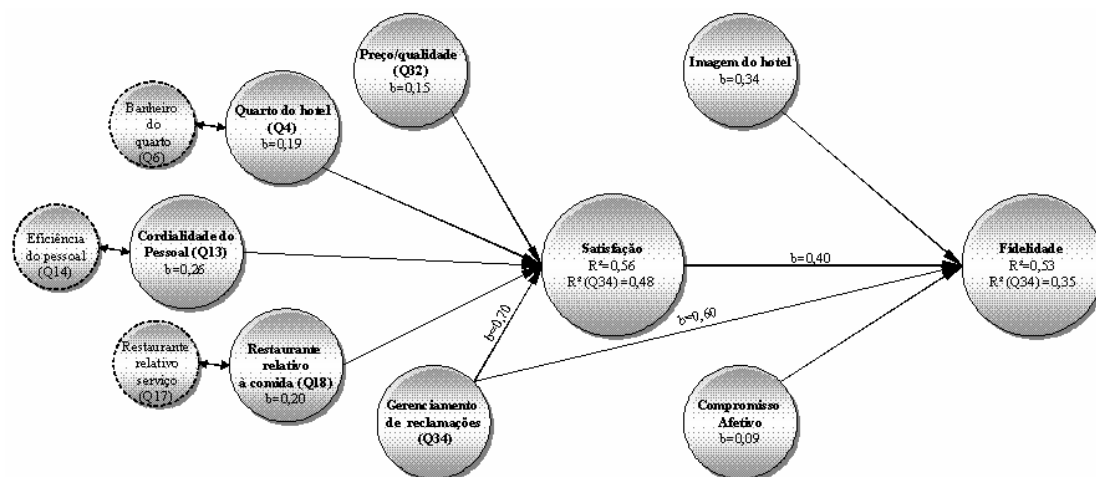 Preço/qualidade
(Q32)
b=0,15
Imagem do hotel
b=0,34
Banheiro
do
quarto
(Q6)
Quarto do hotel
(Q4)
b=0,19
Eficiência
do pessoal
(Q14)
Cordialidade do
Pessoal (Q13)
b=0,26
Satisfação
R²=0,56
R² (Q34) =0,48
b=0,40
Fidelidade
R²=0,53
R² (Q34) =0,35
b=0,70
b=0,60
Restaurante
relativo
serviço
(Q17)
Restaurante
relativo
à comida (Q18)
b=0,20
Gerenciamento
de reclamações
(Q34)
Compromisso
Afetivo
b=0,09